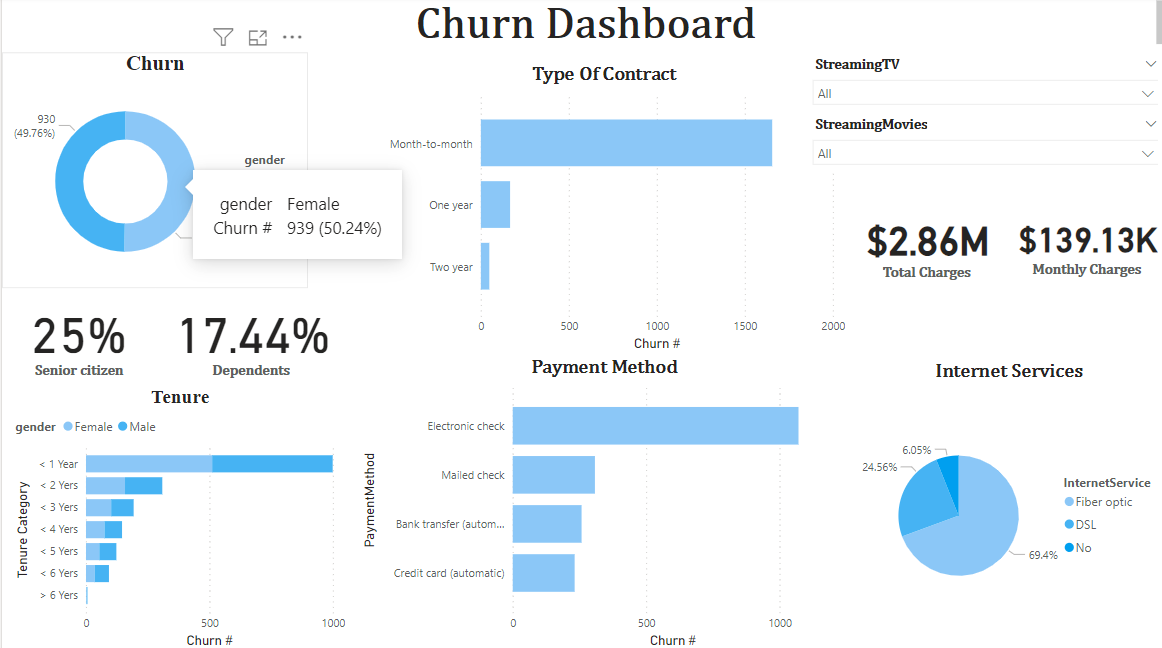 Churn Dashboard
Churn
930
(49.76%)
gender
gender Female
Churn # 939 (50.24%)
Type Of Contract
Month-to-month
One year
Two year
0 500 1000 1500 2000
Churn #
StreamingTV
All
StreamingMovies
All
$2.86M
Total Charges
$139.13K
Monthly Charges
25%
Senior citizen
17.44%
Dependents
Tenure
gender Female Male
Tenure Category
< 1 Year
< 2 Yers
< 3 Yers
< 4 Yers
< 5 Yers
< 6 Yers
> 6 Yers
0 500 1000
Churn #
Payment Method
PaymentMethod
Electronic check
Mailed check
Bank transfer (autom...
Credit card (automatic)
0 500 1000
Churn #
Internet Services
6.05%
24.56%
69.4%
InternetService
Fiber optic
DSL
No